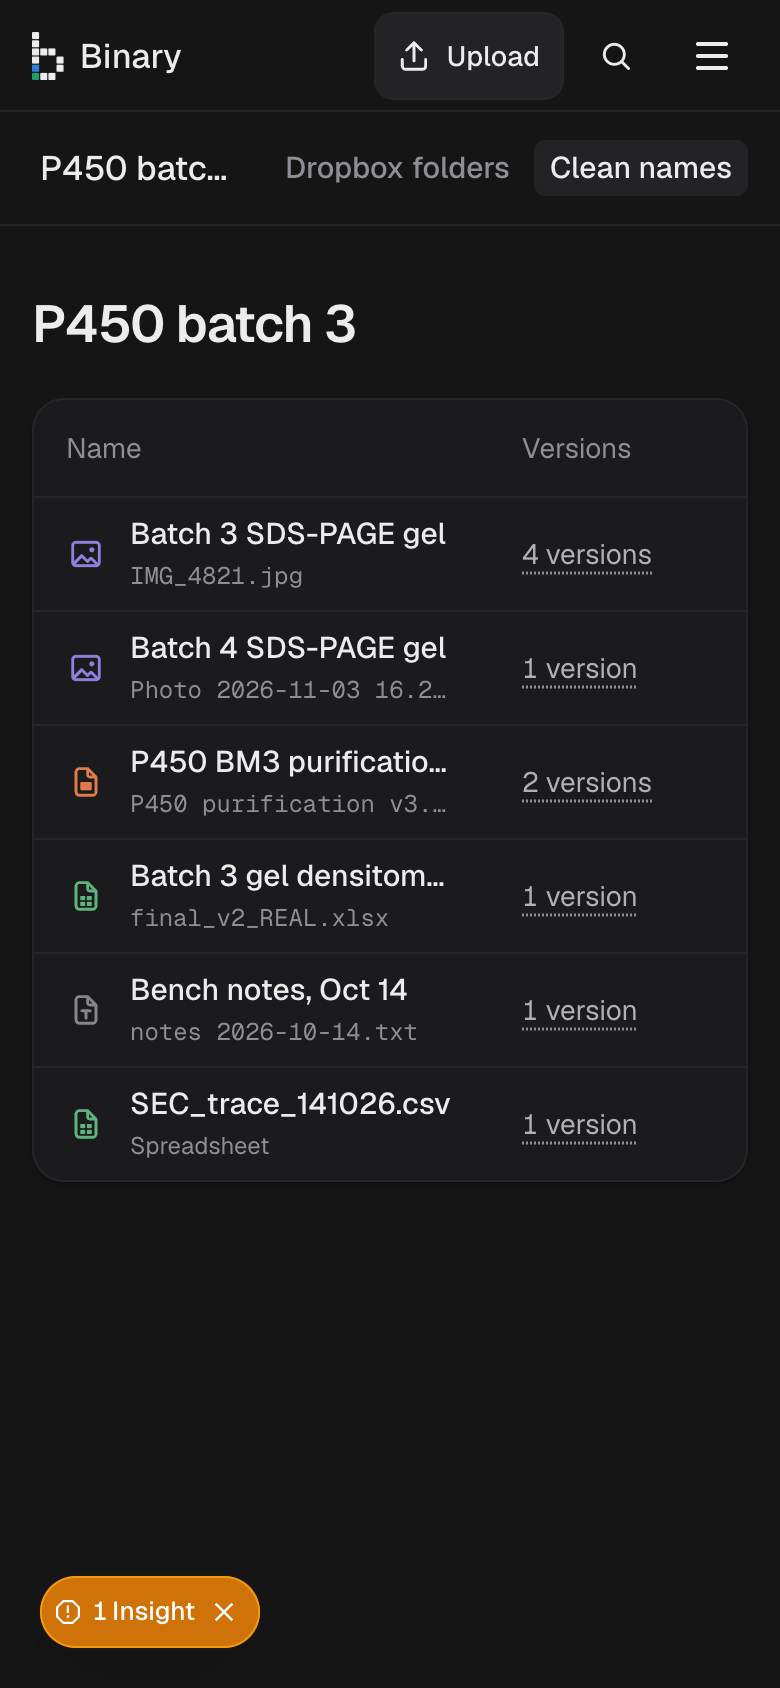 Binary
Upload
P450 batc...
Dropbox folders
Clean names
P450 batch 3
Name
Versions
Batch 3 SDS-PAGE gel
IMG_4821.jpg
4 versions
Batch 4 SDS-PAGE gel
Photo 2026-11-03 16.2…
1 version
P450 BM3 purificatio...
P450 purification v3.…
2 versions
Batch 3 gel densitom...
final_v2_REAL.xlsx
1 version
Bench notes, Oct 14
notes 2026-10-14.txt
1 version
SEC_trace_141026.csv
Spreadsheet
1 version
1 Insight